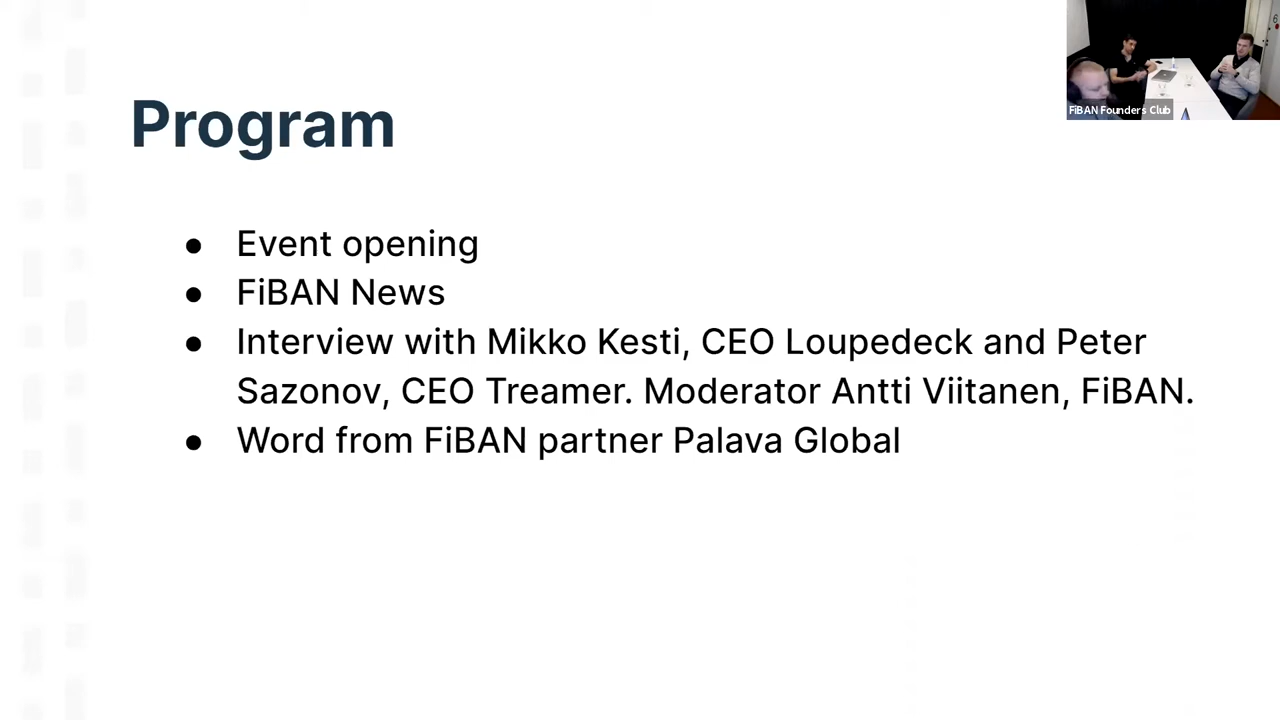 Program
● Event opening
● FiBAN News
● Interview with Mikko Kesti, CEO Loupedeck and Peter
Sazonov, CEO Treamer. Moderator Antti Viitanen, FiBAN.
● Word from FiBAN partner Palava Global
FiBAN Founders Club